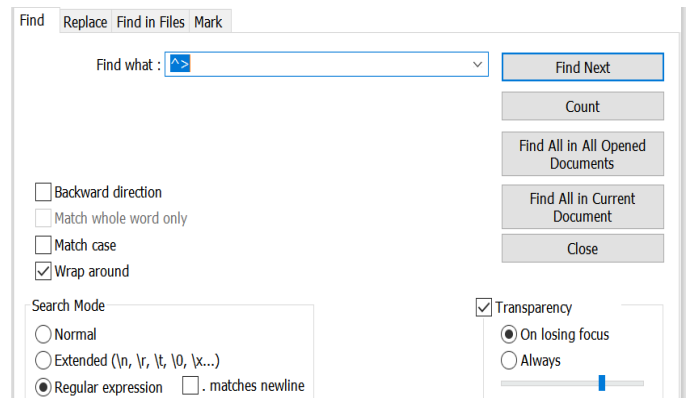 Find Replace Find in Files Mark
Find what : ^>
Find Next
Count
Find All in All Opened
Documents
Find All in Current
Document
Close
Backward direction
Match whole word only
Match case
Wrap around
Search Mode
Normal
Extended (\n, \r, \t, \0, \x...)
Regular expression
. matches newline
Transparency
On losing focus
Always